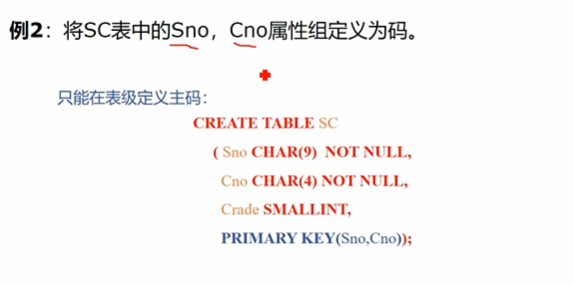 例2：将SC表中的Sno，Cno属性组定义为码。
只能在表级定义主码：
CREATE TABLE SC
( Sno CHAR(9) NOT NULL,
Cno CHAR(4) NOT NULL,
Crade SMALLINT,
PRIMARY KEY(Sno,Cno));